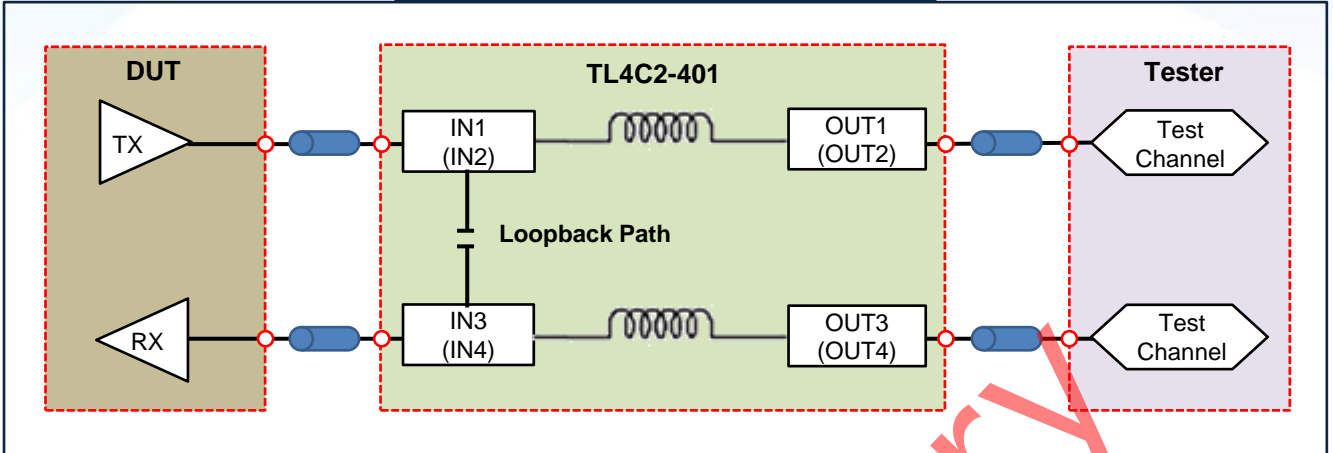 DUT
TL4C2-401
Tester
TX
IN1
(IN2)
OUT1
(OUT2)
Test
Channel
Loopback Path
RX
IN3
(IN4)
OUT3
(OUT4)
Test
Channel